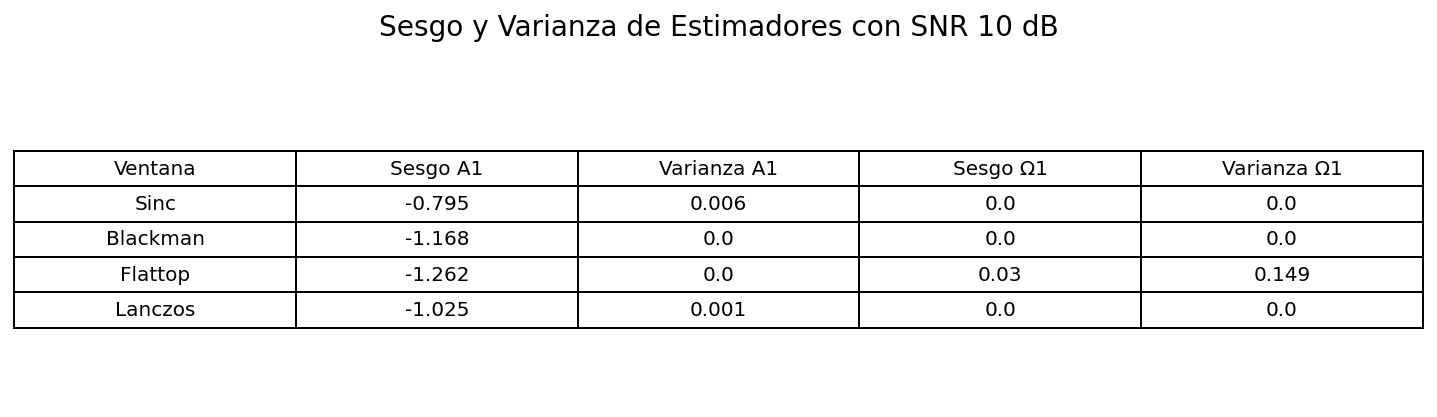 Sesgo y Varianza de Estimadores con SNR 10 dB
Ventana Sesgo A1 Varianza A1 Sesgo Ω1 Varianza Ω1
Sinc -0.795 0.006 0.0 0.0
Blackman -1.168 0.0 0.0 0.0
Flattop -1.262 0.0 0.03 0.149
Lanczos -1.025 0.001 0.0 0.0